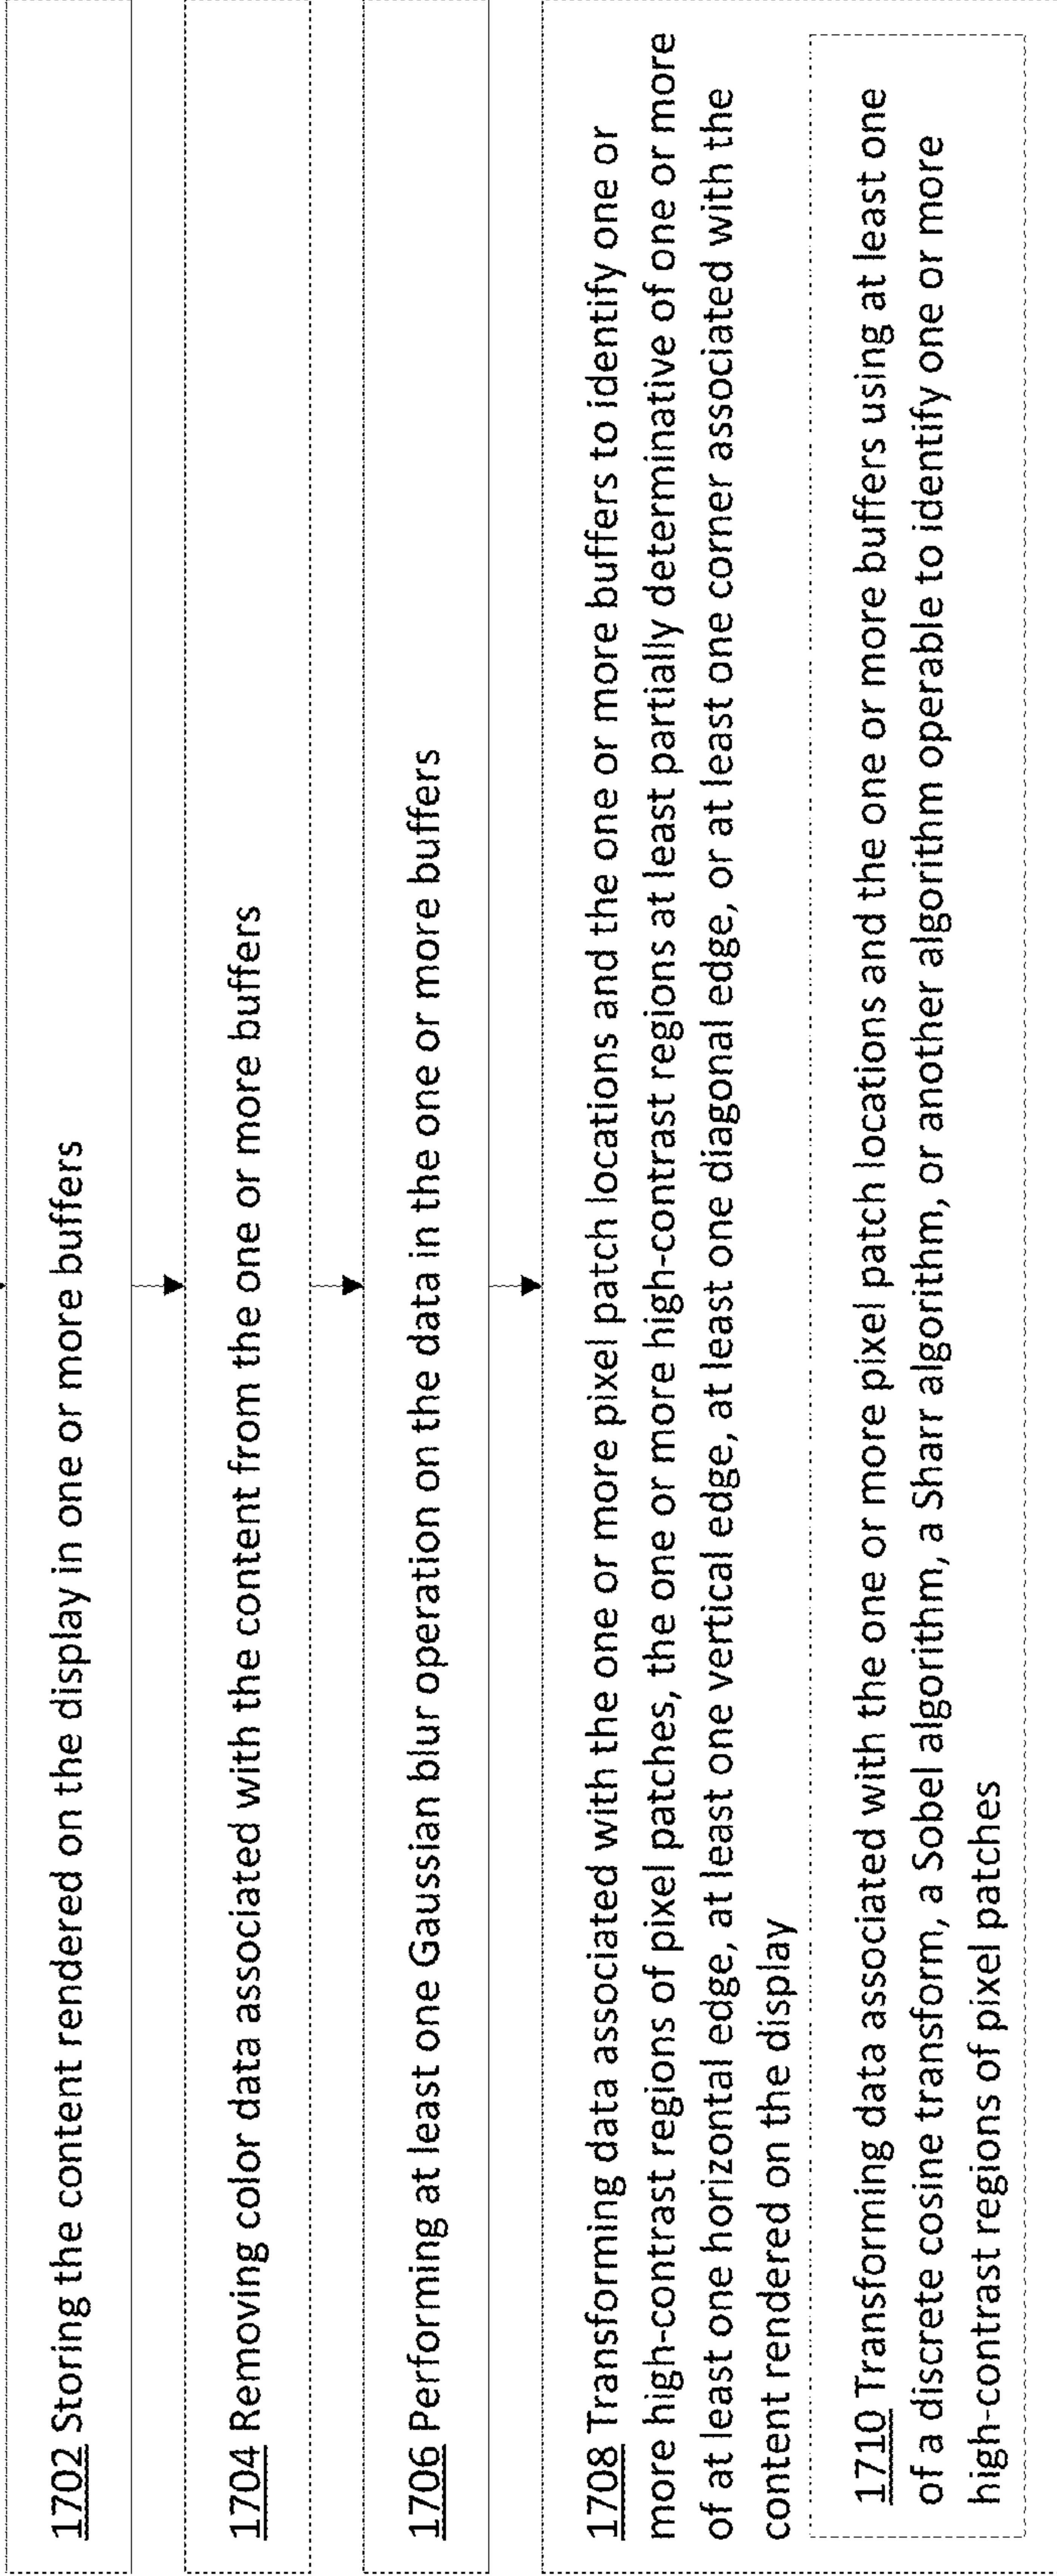 1702 Storing the content rendered on the display in one or more buffers
1704 Removing color data associated with the content from the one or more buffers
1706 Performing at least one Gaussian blur operation on the data in the one or more buffers
1708 Transforming data associated with the one or more pixel patch locations and the one or more buffers to identify one or
more high-contrast regions of pixel patches, the one or more high-contrast regions at least partially determinative of one or more
of at least one horizontal edge, at least one vertical edge, at least one diagonal edge, or at least one corner associated with the
content rendered on the display
1710 Transforming data associated with the one or more pixel patch locations and the one or more buffers using at least one
of a discrete cosine transform, a Sobel algorithm, a Sharr algorithm, or another algorithm operable to identify one or more
high-contrast regions of pixel patches